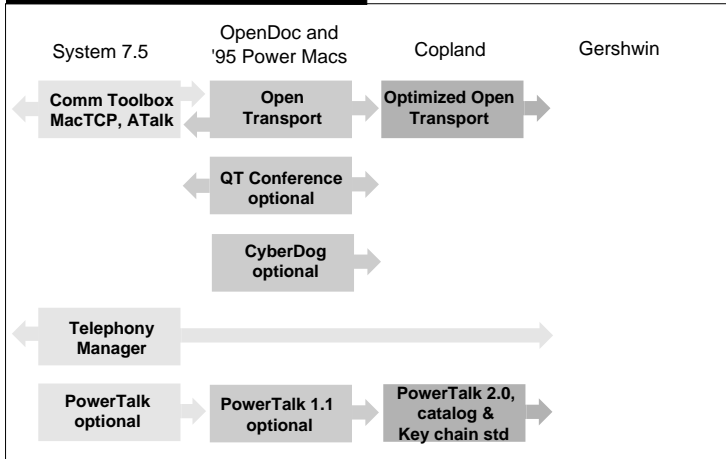 System 7.5
OpenDoc and
'95 Power Macs
Copland
Gershwin
Comm Toolbox
MacTCP, ATalk
Open
Transport
Optimized Open
Transport
QT Conference
optional
CyberDog
optional
Telephony
Manager
PowerTalk
optional
PowerTalk 1.1
optional
PowerTalk 2.0,
catalog &
Key chain std